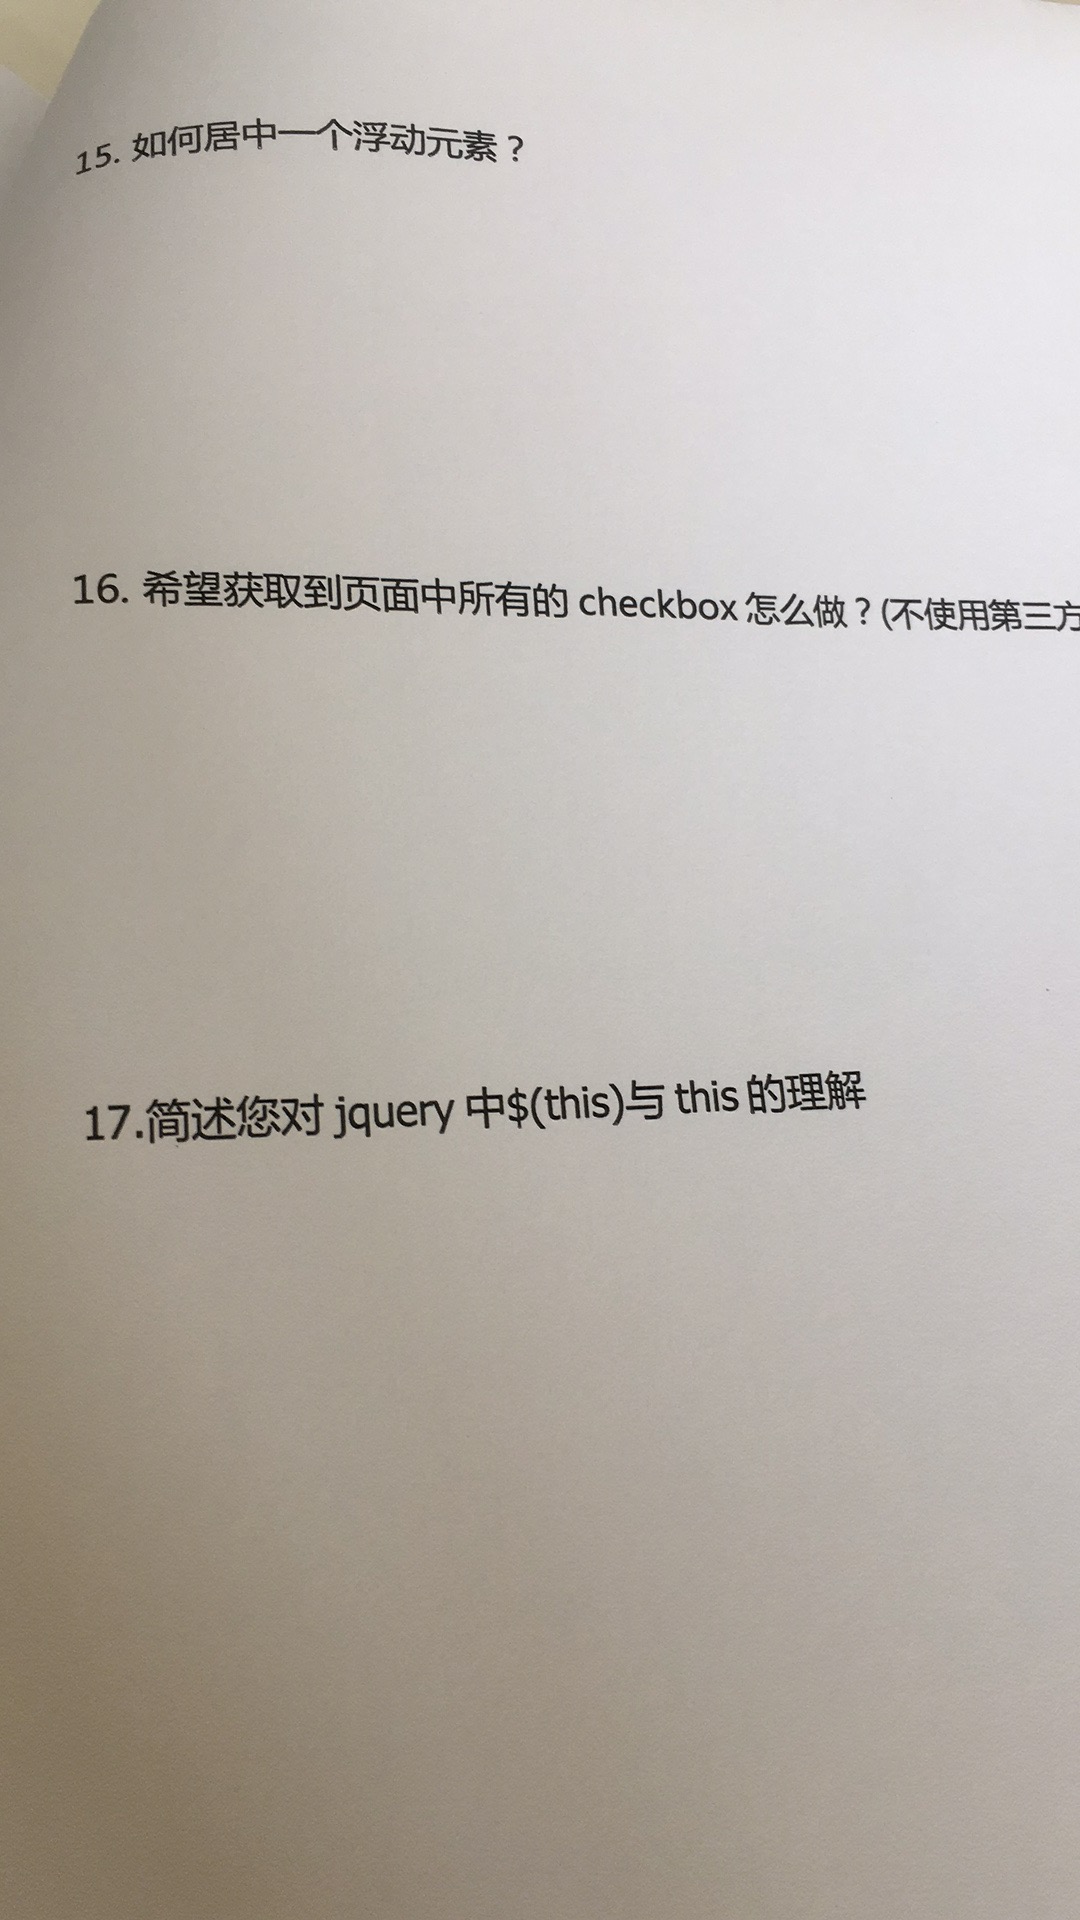 15. 如何居中一个浮动元素？
16. 希望获取到页面中所有的 checkbox 怎么做？(不使用第三方
17.简述您对 jquery 中$(this)与 this 的理解